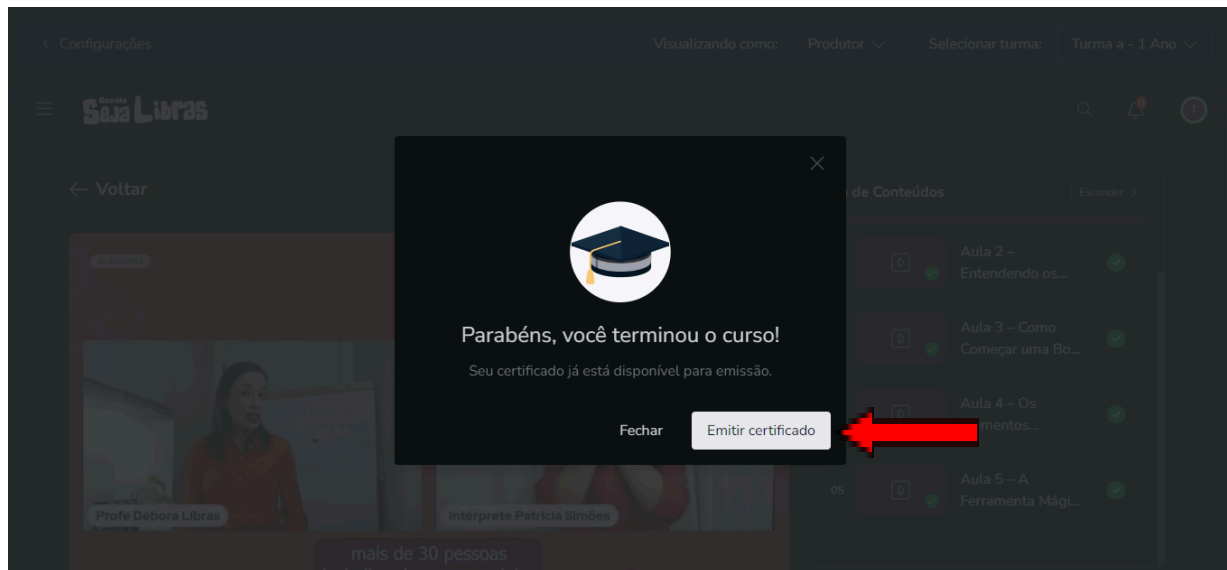 Configurações
Visualizando como: Produtor Selecionar turma: Turma a - 1 Ano
Escola
Seja Libras
Voltar
de Conteúdos
Esconder
Aula 2 –
Entendendo os...
Aula 3 – Como
Começar uma Bo...
Parabéns, você terminou o curso!
Seu certificado já está disponível para emissão.
Aula 4 – Os
Fechar
Emitir certificado
05
Aula 5 – A
Ferramenta Mági...
Profe Débora Libras
Intérprete Patricia Simões
mais de 30 pessoas